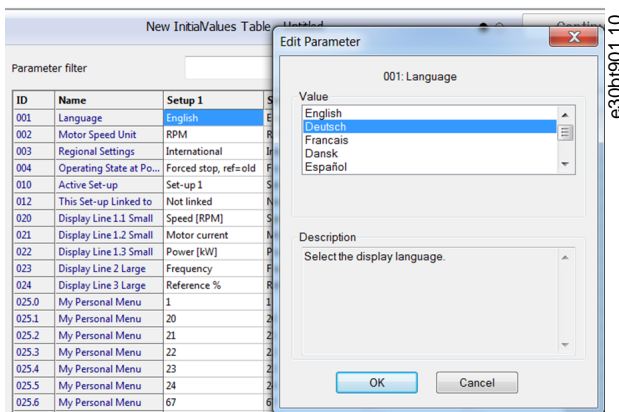 New InitialValues Table - Untitled
Edit Parameter
Parameter filter
001: Language
Value
English
Deutsch
Francais
Dansk
Español
Description
Select the display language.
OK Cancel
ID Name Setup 1
001 Language English
002 Motor Speed Unit RPM
003 Regional Settings International
004 Operating State at Po... Forced stop, ref=old
010 Active Set-up Set-up 1
012 This Set-up Linked to Not linked
020 Display Line 1.1 Small Speed [RPM]
021 Display Line 1.2 Small Motor current
022 Display Line 1.3 Small Power [kW]
023 Display Line 2 Large Frequency
024 Display Line 3 Large Reference %
025.0 My Personal Menu 1 1
025.1 My Personal Menu 20
025.2 My Personal Menu 21
025.3 My Personal Menu 22
025.4 My Personal Menu 23
025.5 My Personal Menu 24
025.6 My Personal Menu 67
e30bt901.10